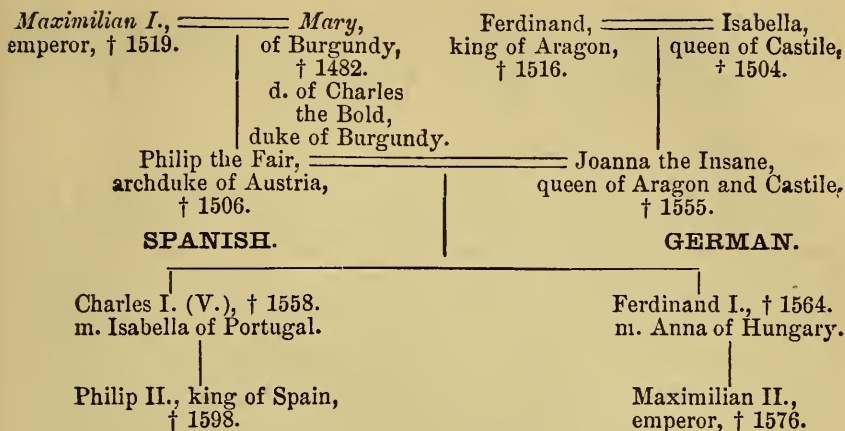 Maximilian I., Mary, Ferdinand, Isabella,
emperor, † 1519. of Burgundy, king of Aragon, queen of Castile,
† 1482. † 1516. † 1504.
d. of Charles
the Bold,
duke of Burgundy.
Philip the Fair, Joanna the Insane,
archduke of Austria, queen of Aragon and Castile,
† 1506. † 1555.
SPANISH. GERMAN.
Charles I. (V.), † 1558. Ferdinand I., † 1564.
m. Isabella of Portugal. m. Anna of Hungary.
Philip II., king of Spain, Maximilian II.,
† 1598. emperor, † 1576.